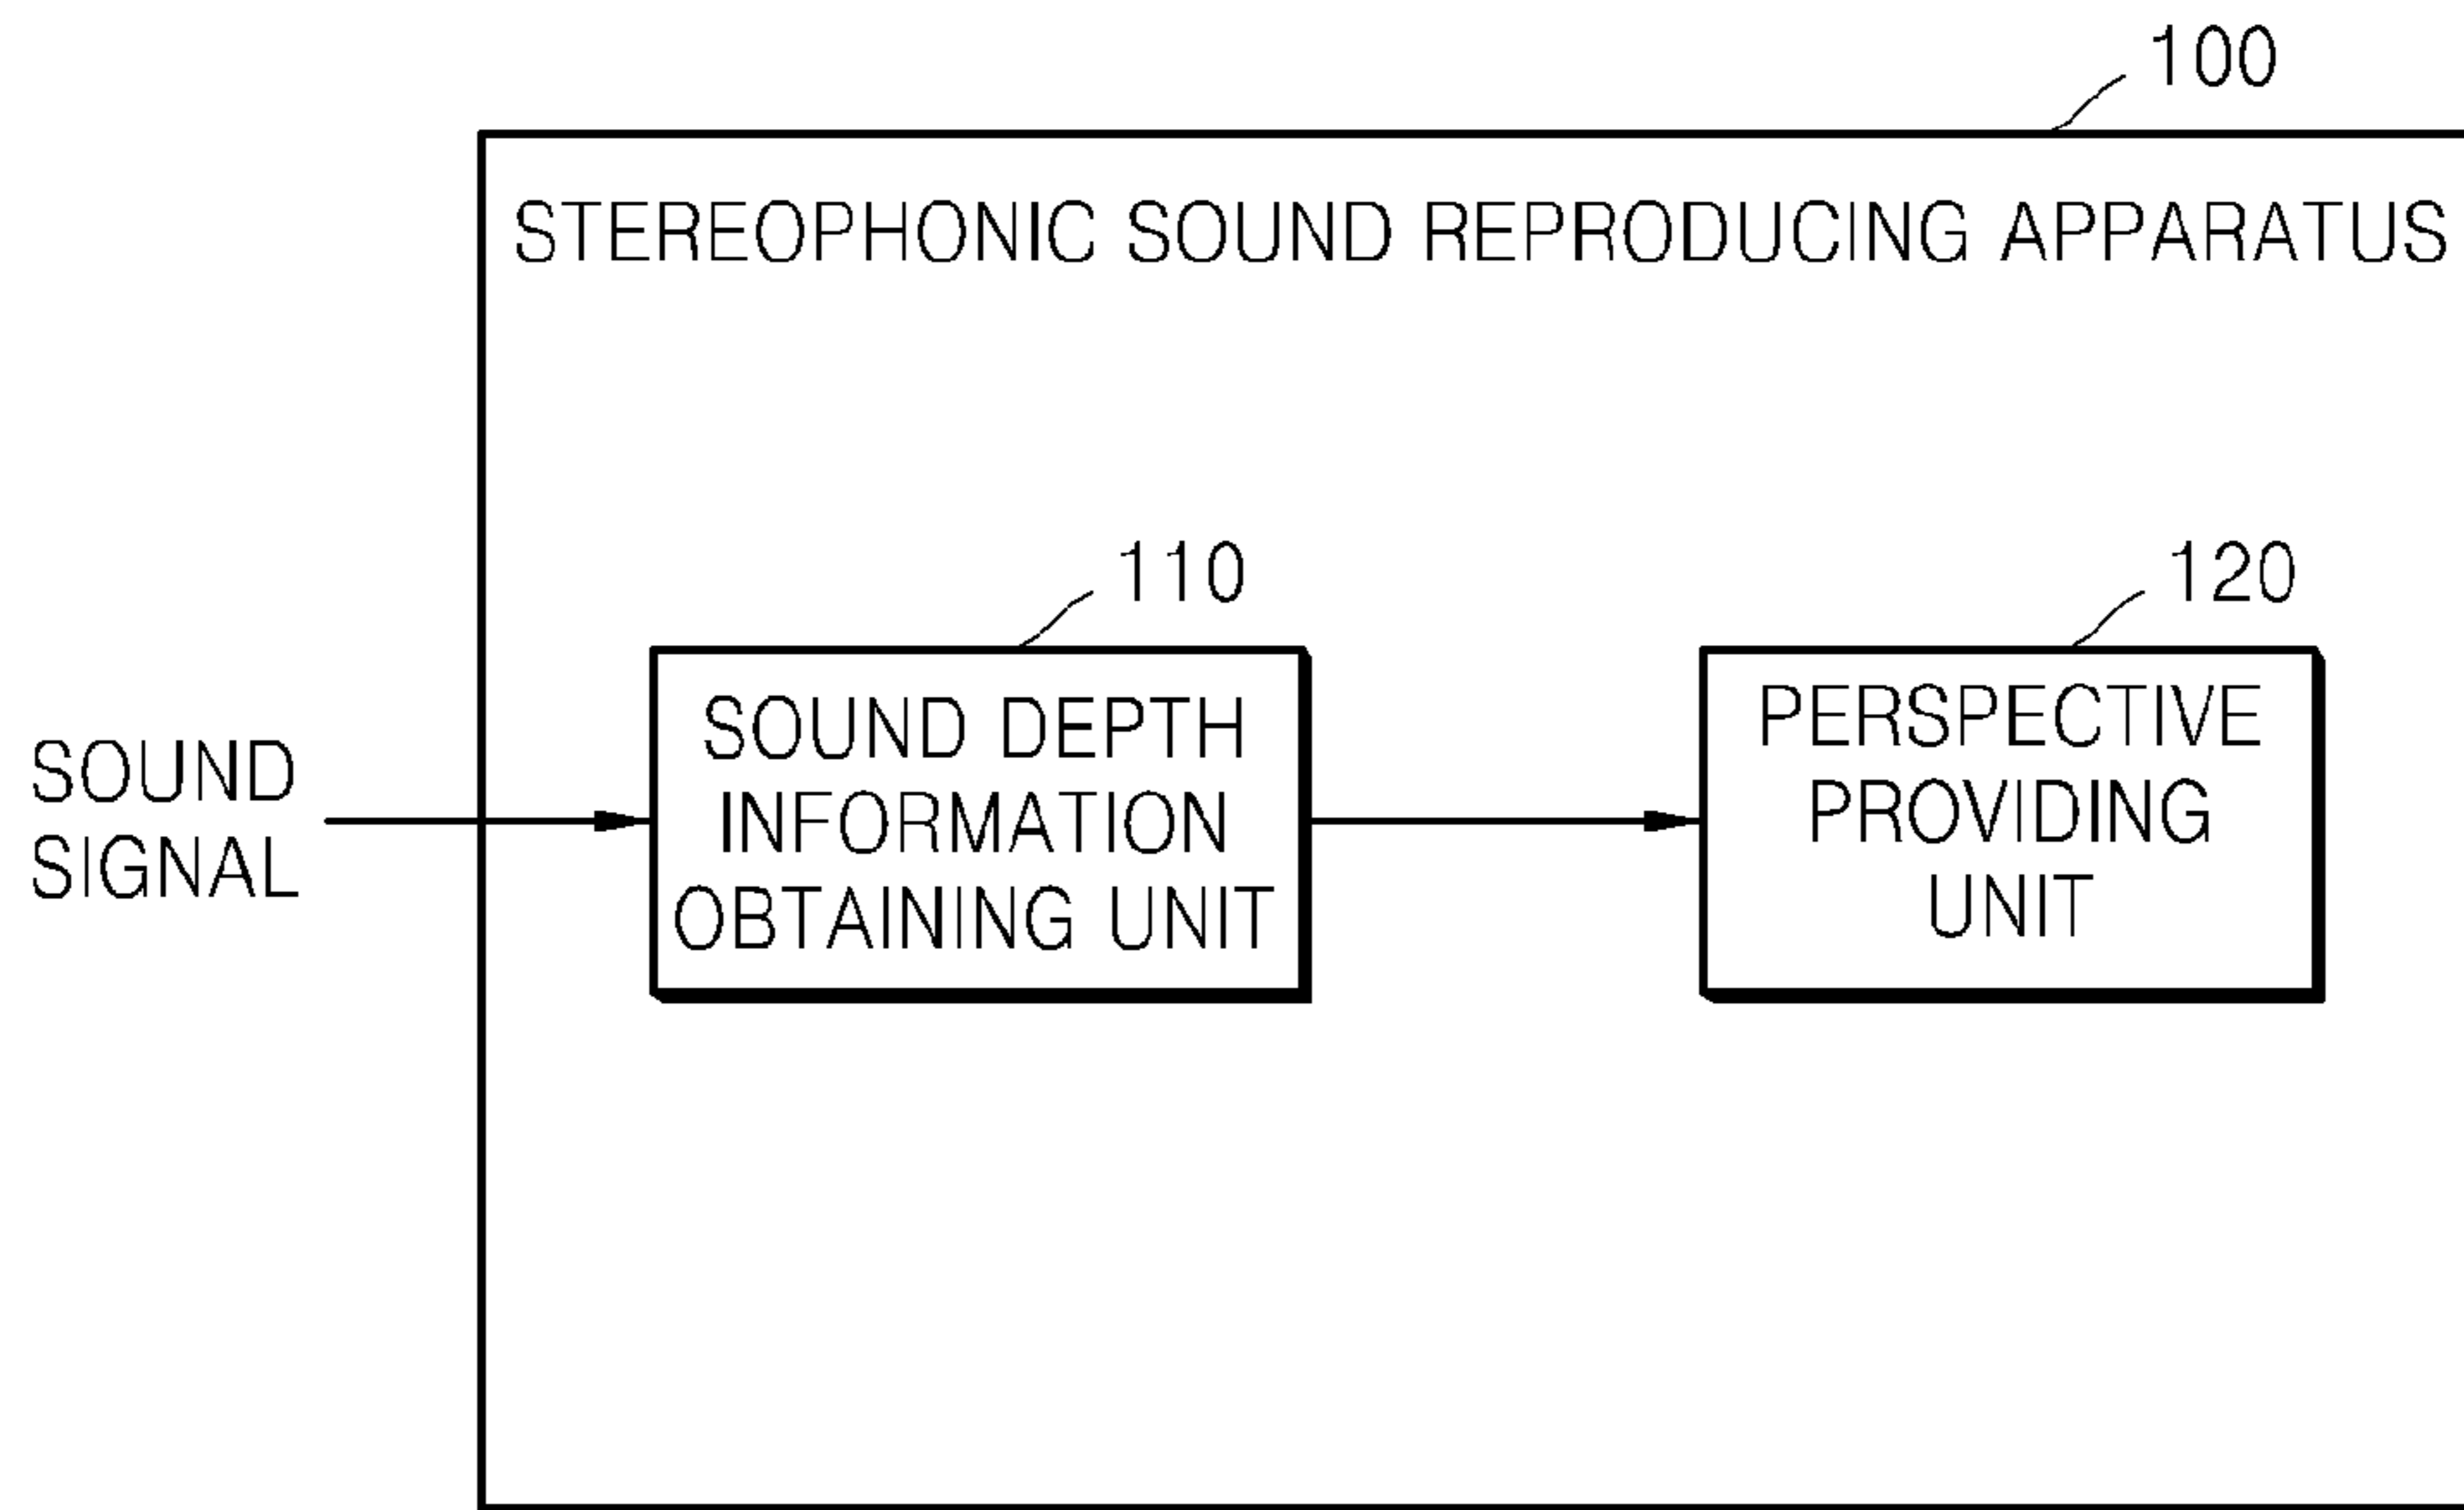 100
STEREOPHONIC SOUND REPRODUCING APPARATUS
110
120
SOUND DEPTH
INFORMATION
OBTAINING UNIT
PERSPECTIVE
PROVIDING
UNIT
SOUND
SIGNAL